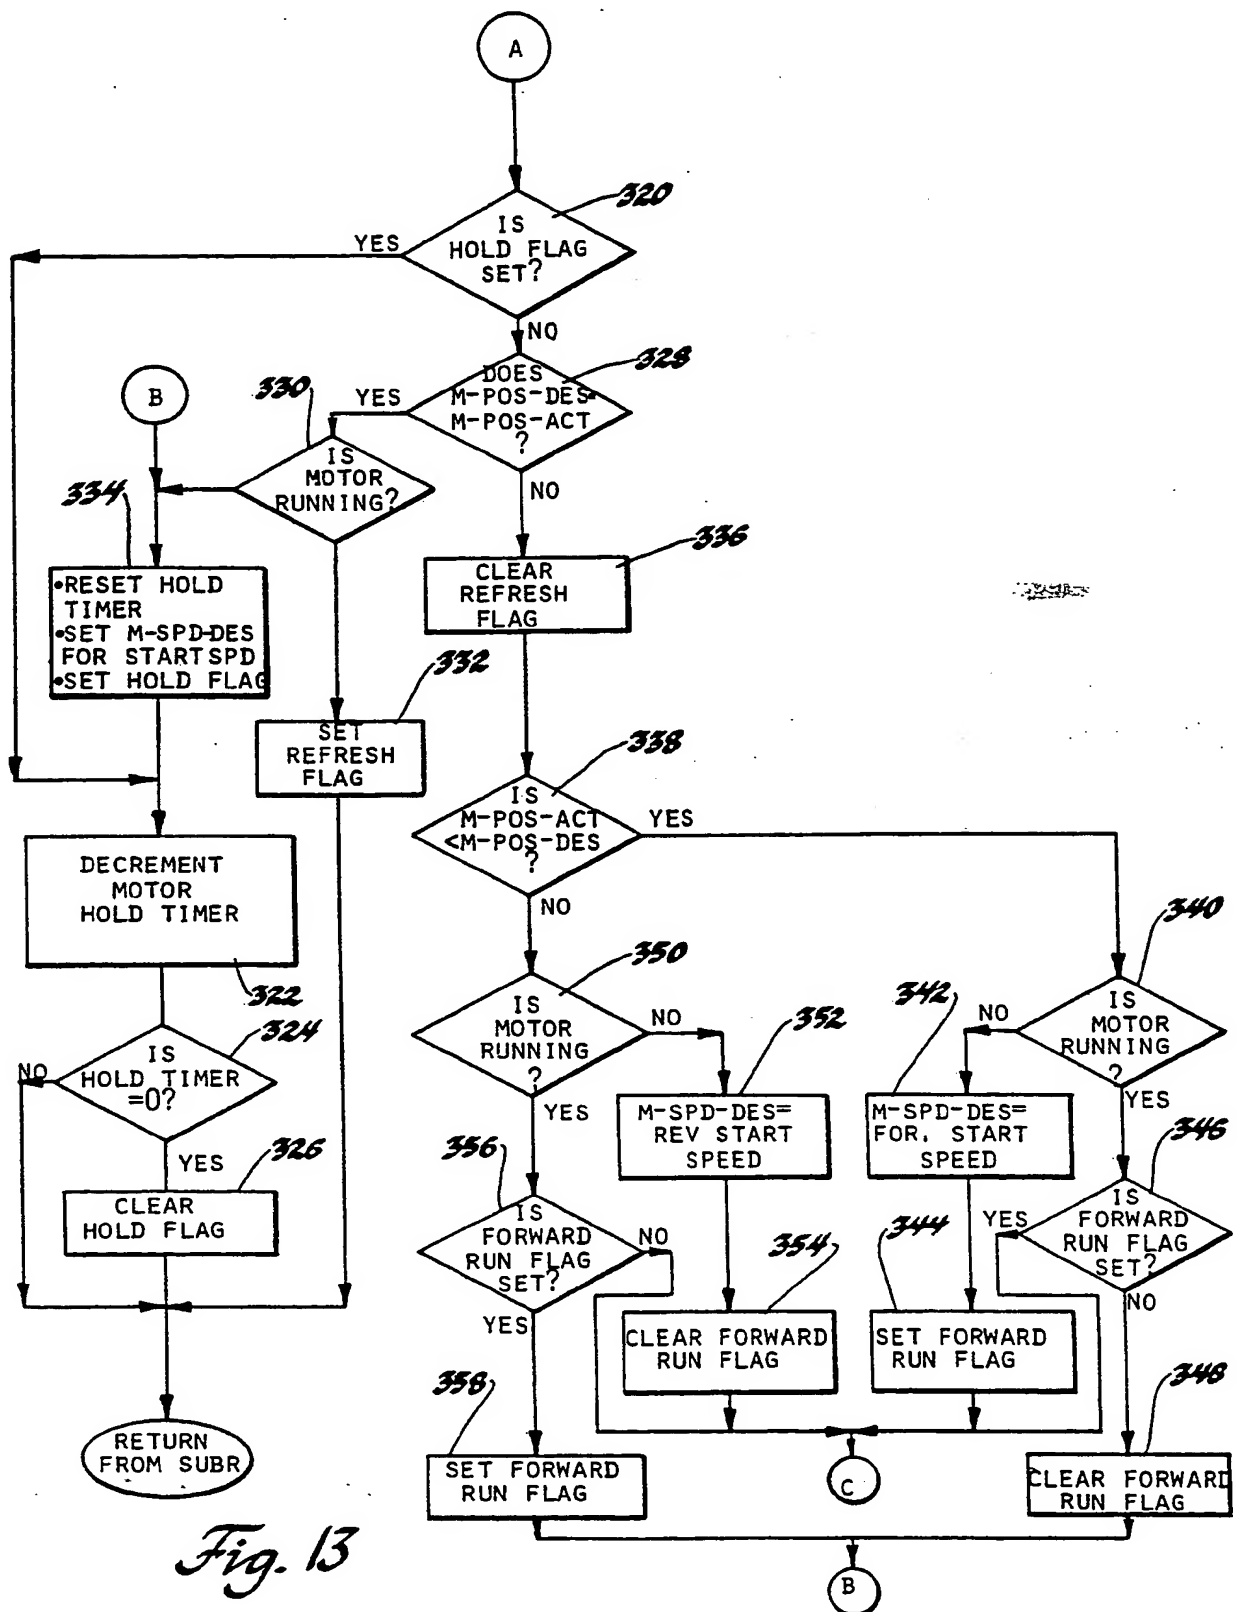 A
320
IS
HOLD FLAG
SET?
YES
NO
328
DOES
M-POS-DES=
M-POS-ACT
?
YES
NO
330
IS
MOTOR
RUNNING?
B
334
•RESET HOLD
TIMER
•SET M-SPD-DES
FOR STARTSPD
•SET HOLD FLAG
336
CLEAR
REFRESH
FLAG
332
SET
REFRESH
FLAG
338
IS
M-POS-ACT
<M-POS-DES
?
YES
NO
DECREMENT
MOTOR
HOLD TIMER
322
324
IS
HOLD TIMER
=0?
NO
YES
326
CLEAR
HOLD FLAG
RETURN
FROM SUBR
350
IS
MOTOR
RUNNING
?
NO
YES
352
M-SPD-DES=
REV START
SPEED
342
M-SPD-DES=
FOR. START
SPEED
340
IS
MOTOR
RUNNING
?
NO
YES
356
IS
FORWARD
RUN FLAG
SET?
NO
YES
354
CLEAR FORWARD
RUN FLAG
344
SET FORWARD
RUN FLAG
346
IS
FORWARD
RUN FLAG
SET?
YES
NO
358
SET FORWARD
RUN FLAG
C
348
CLEAR FORWARD
RUN FLAG
B
Fig. 13